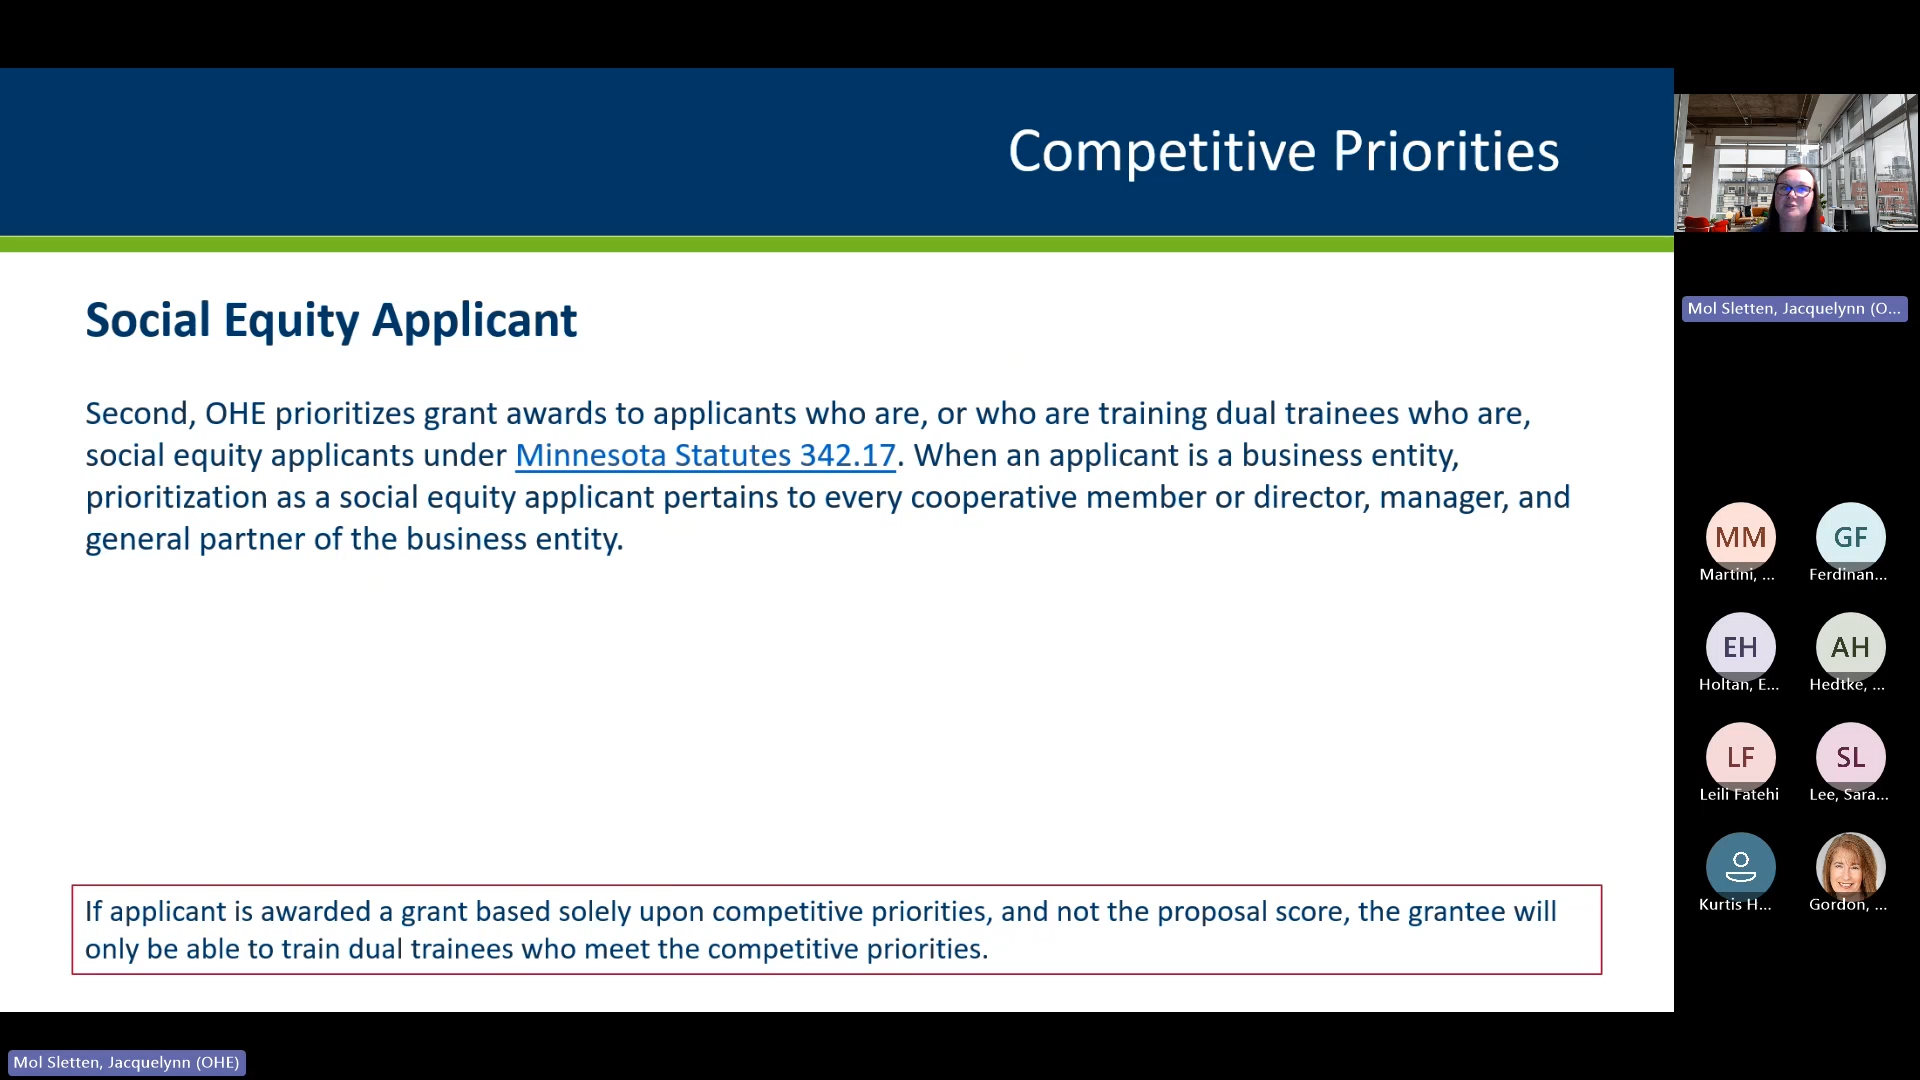 Competitive Priorities
Social Equity Applicant
Second, OHE prioritizes grant awards to applicants who are, or who are training dual trainees who are,
social equity applicants under Minnesota Statutes 342.17. When an applicant is a business entity,
prioritization as a social equity applicant pertains to every cooperative member or director, manager, and
general partner of the business entity.
If applicant is awarded a grant based solely upon competitive priorities, and not the proposal score, the grantee will
only be able to train dual trainees who meet the competitive priorities.
Mol Sletten, Jacquelynn (OHE)
Mol Sletten, Jacquelynn (O...
MM
Martini, ...
GF
Ferdinan...
EH
Holtan, E...
AH
Hedtke, ...
LF
Leili Fatehi
SL
Lee, Sara...
Kurtis H...
Gordon, ...